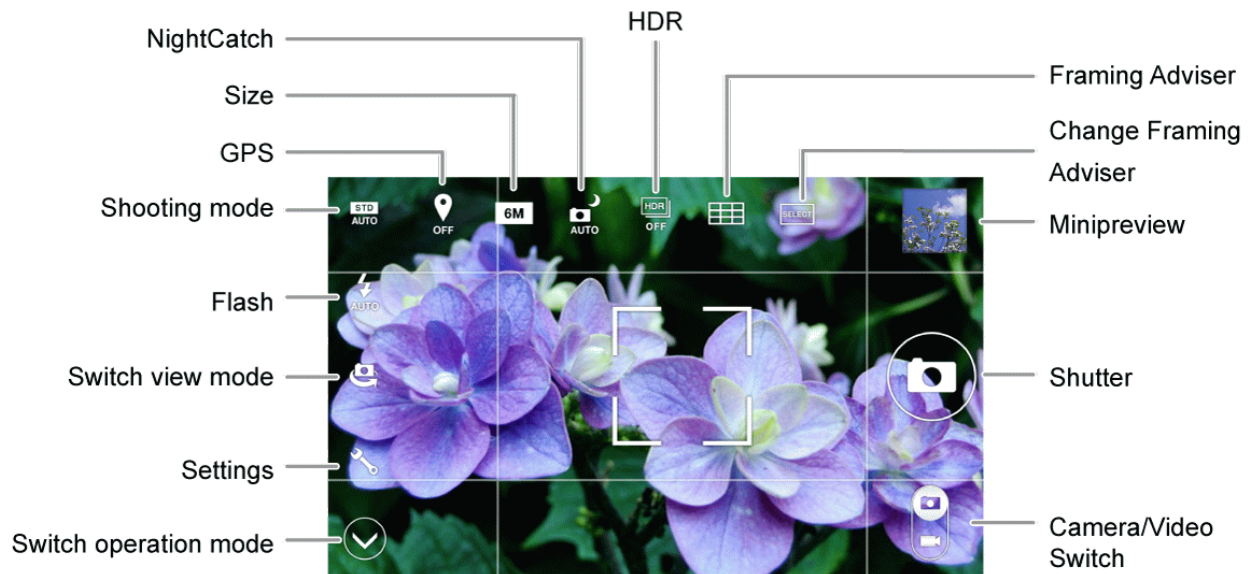 HDR
NightCatch
Size
GPS
Shooting mode
Flash
Switch view mode
Settings
Switch operation mode
Framing Adviser
Change Framing
Adviser
Minipreview
Shutter
Camera/Video
Switch
STD
AUTO
OFF
6M
AUTO
HDR
OFF
SELECT
AUTO